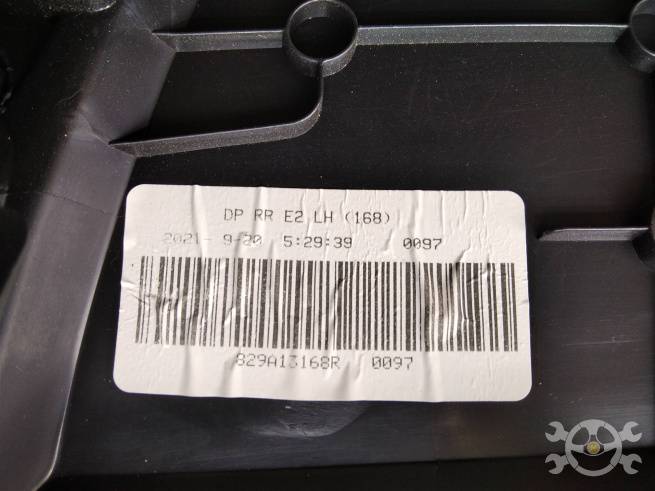 DP RR E2 LH (168)
2021- 9-20 5:29:39 0097
829A13168R 0097